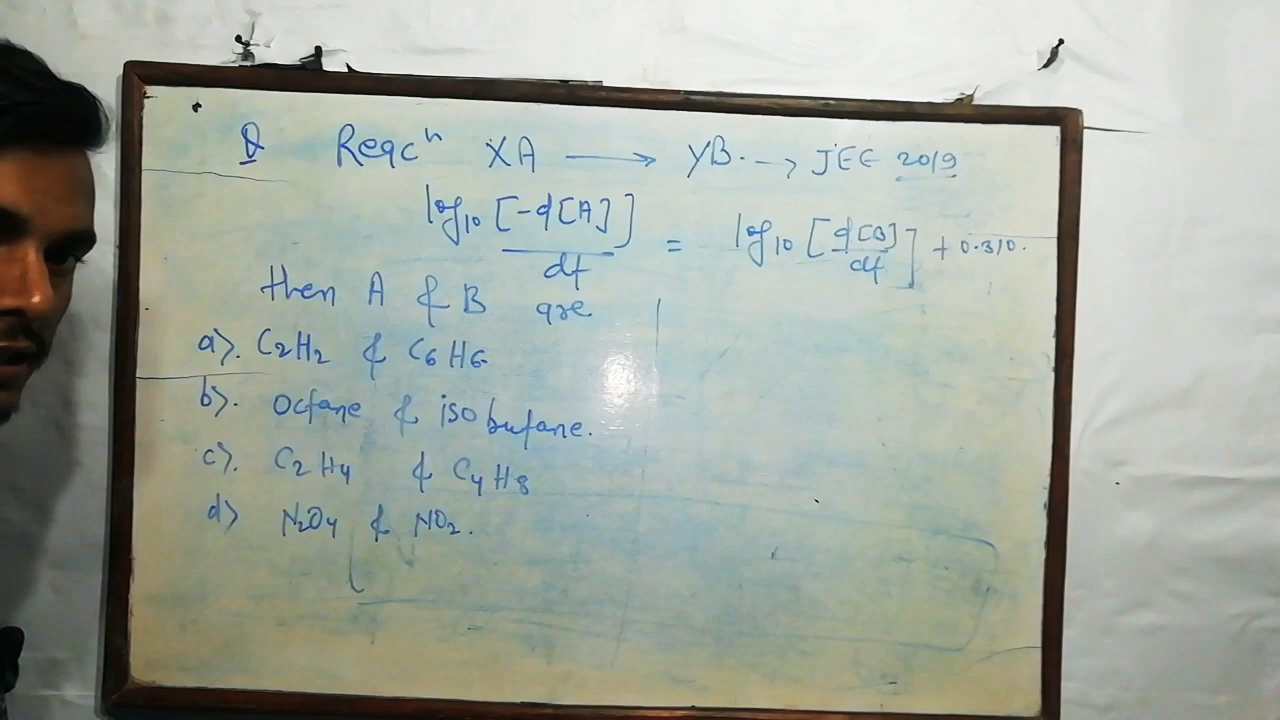 Q Reacn XA → YB. → JEE 2019
log10 [-d[A]]/dt = log10 [d[B]/dt] + 0.310.
then A & B are
a). C2H2 & C6H6
b). Octane & isobutane.
c). C2H4 & C4H8
d) N2O4 & NO2.